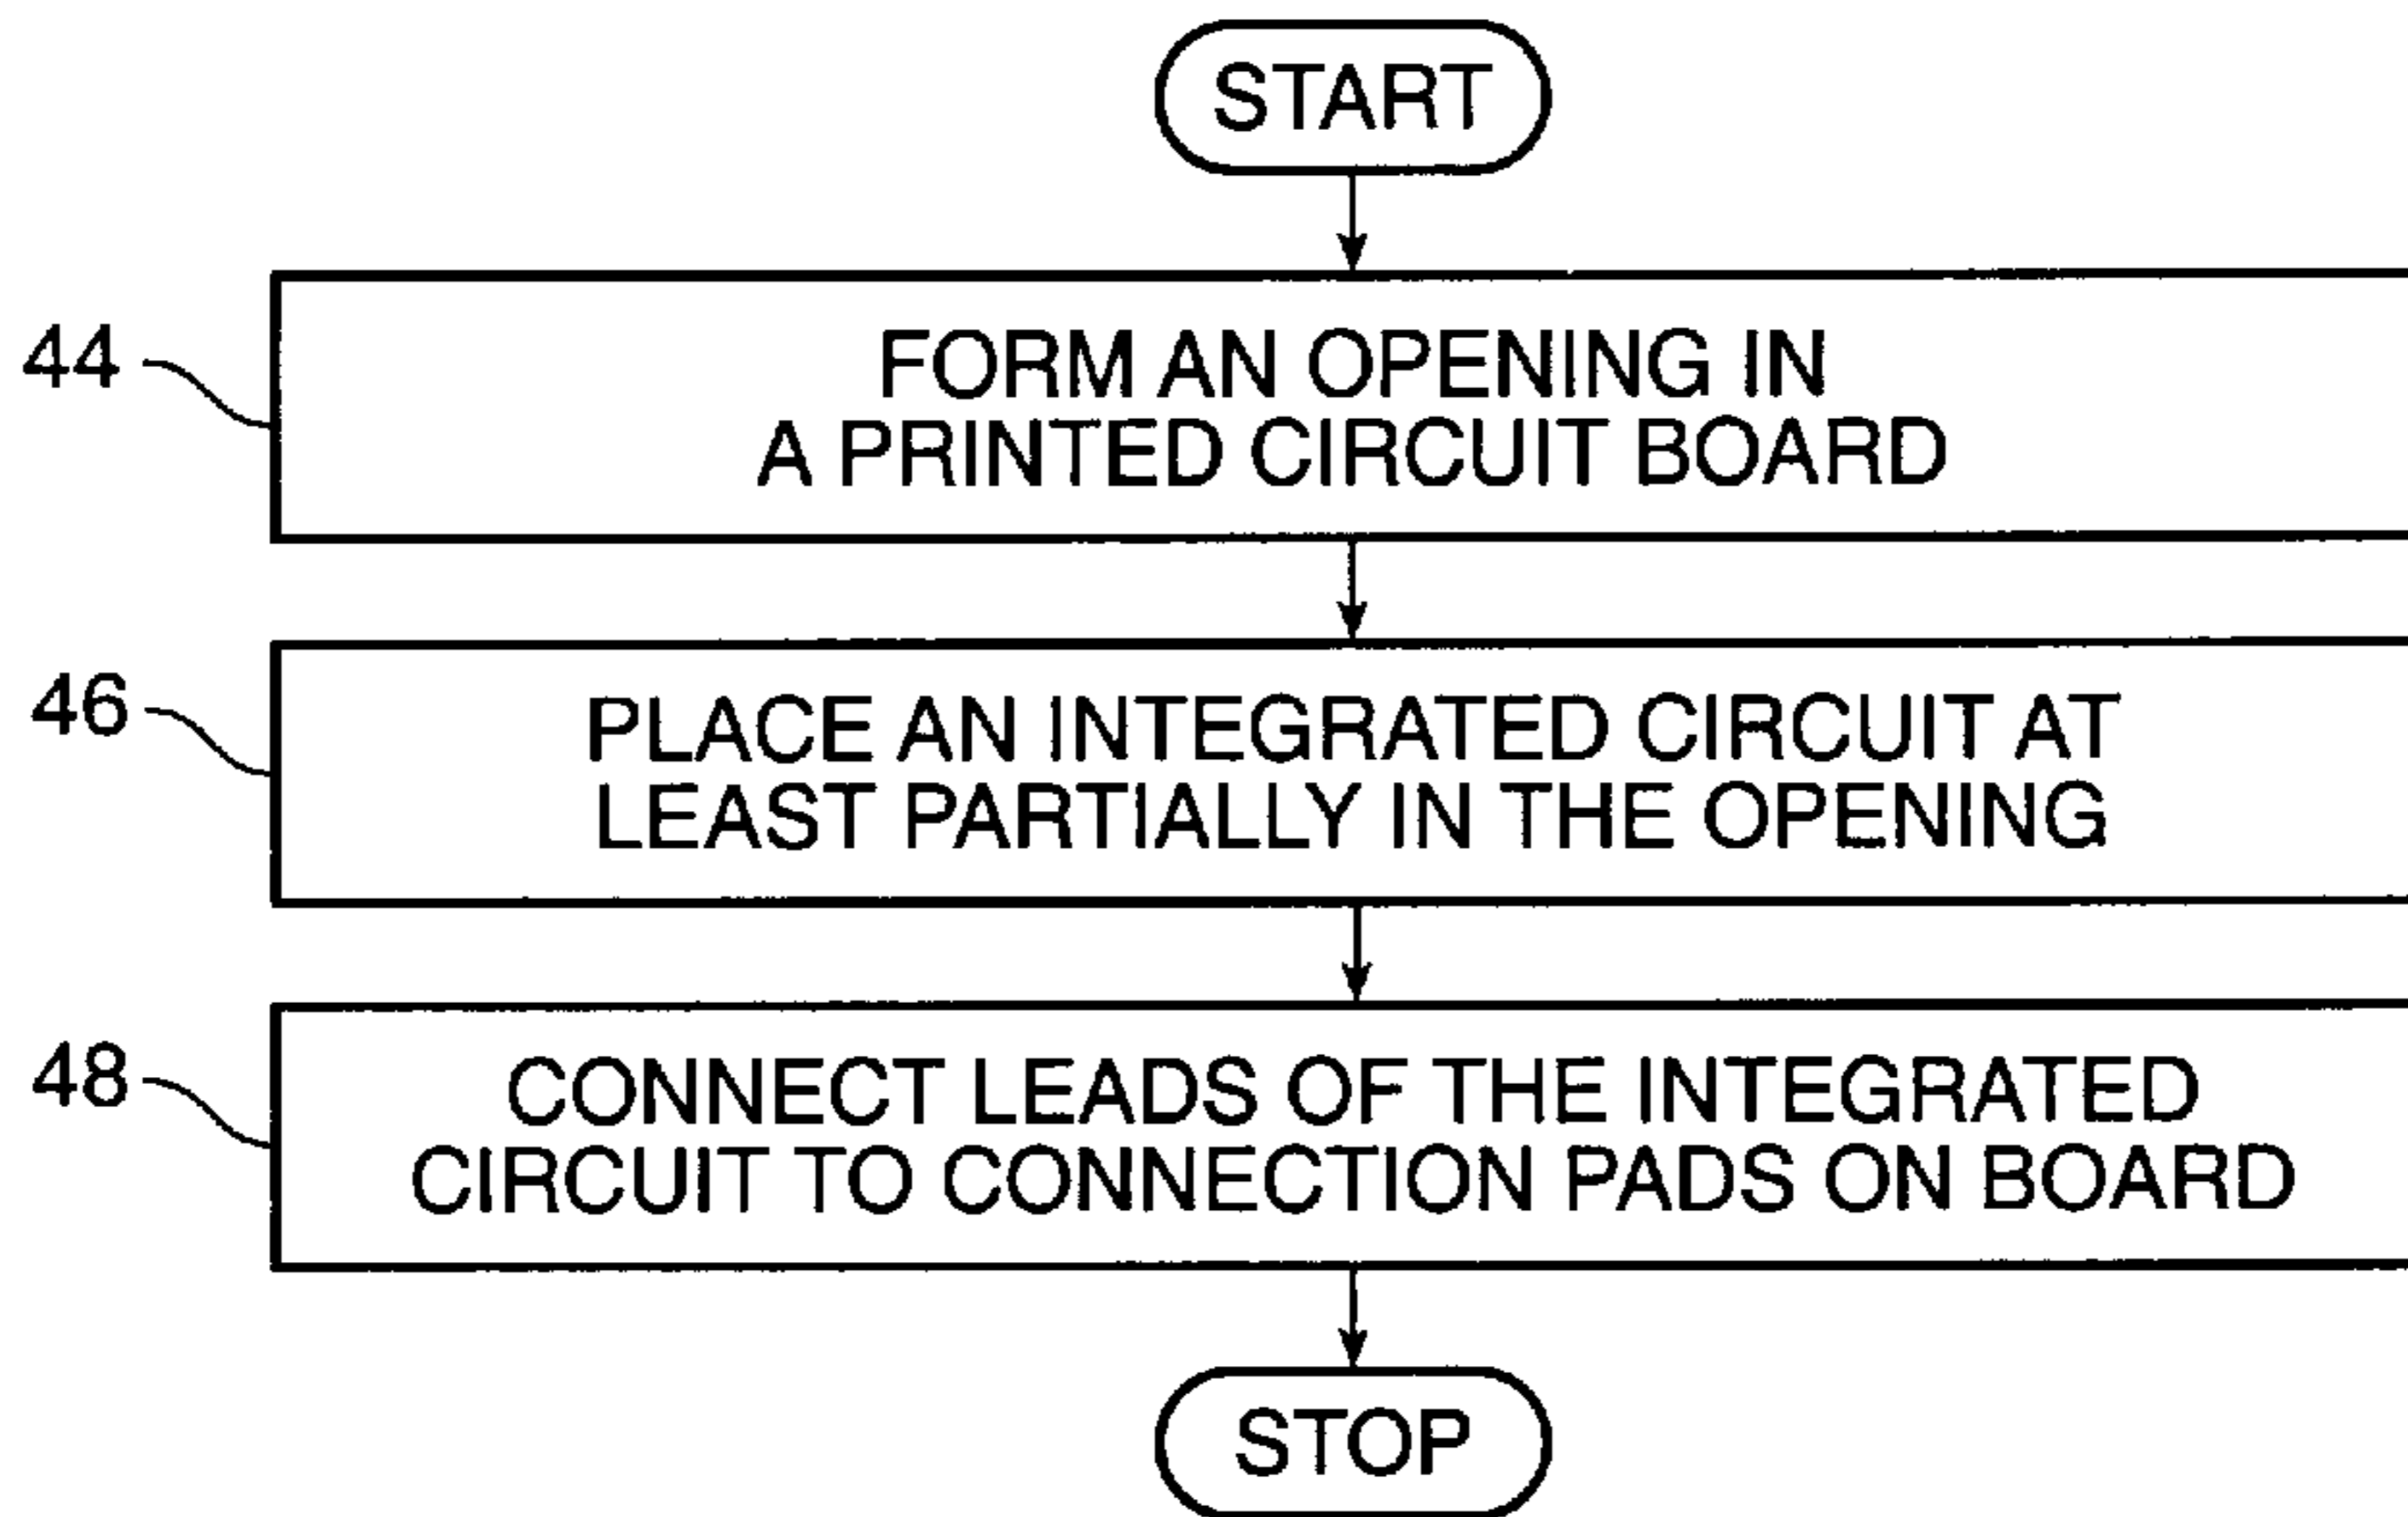 START
44
FORM AN OPENING IN
A PRINTED CIRCUIT BOARD
46
PLACE AN INTEGRATED CIRCUIT AT
LEAST PARTIALLY IN THE OPENING
48
CONNECT LEADS OF THE INTEGRATED
CIRCUIT TO CONNECTION PADS ON BOARD
STOP